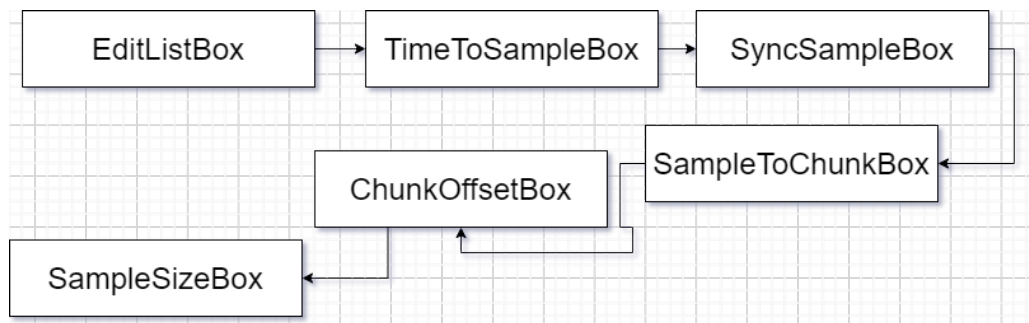 EditListBox
TimeToSampleBox
SyncSampleBox
SampleToChunkBox
ChunkOffsetBox
SampleSizeBox